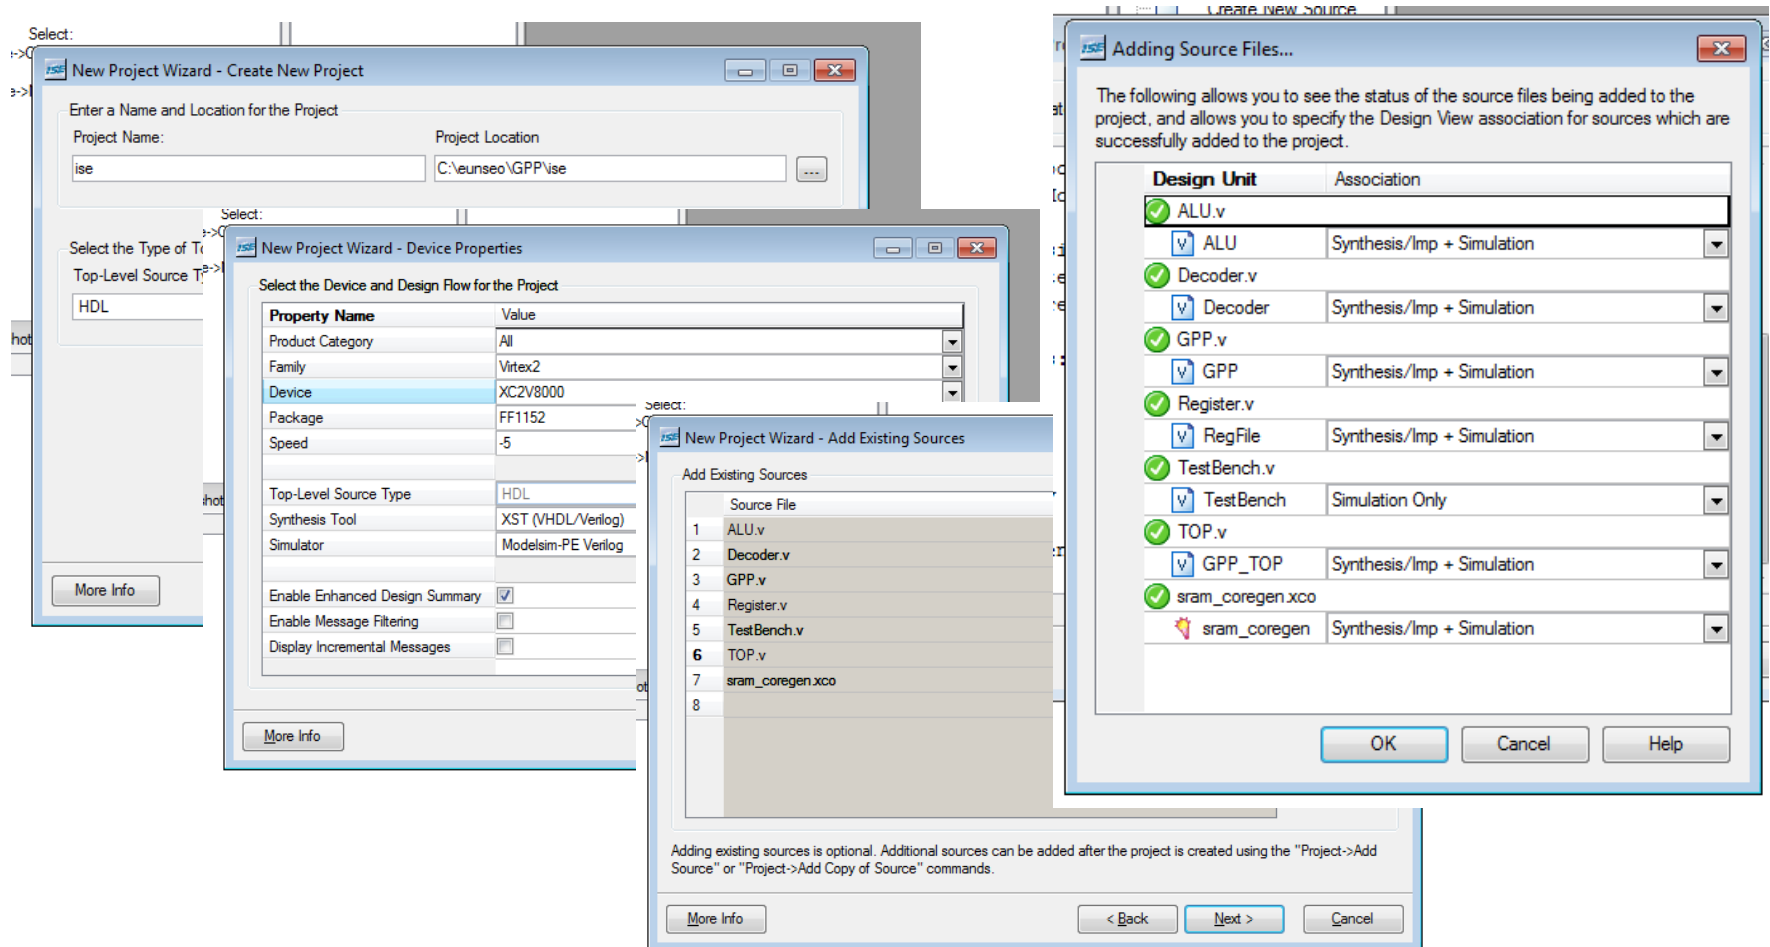 Select:
New Project Wizard - Create New Project
Enter a Name and Location for the Project
Project Name:
Project Location
ise
C:\eunseo\GPP\ise
...
Select the Type of To
Top-Level Source T
HDL
More Info
Select:
New Project Wizard - Device Properties
Select the Device and Design Flow for the Project
Property Name Value
Product Category All
Family Virtex2
Device XC2V8000
Package FF1152
Speed -5
Top-Level Source Type HDL
Synthesis Tool XST (VHDL/Verilog)
Simulator Modelsim-PE Verilog
Enable Enhanced Design Summary
Enable Message Filtering
Display Incremental Messages
More Info
Select:
New Project Wizard - Add Existing Sources
Add Existing Sources
Source File
1 ALU.v
2 Decoder.v
3 GPP.v
4 Register.v
5 TestBench.v
6 TOP.v
7 sram_coregen.xco
8
Adding existing sources is optional. Additional sources can be added after the project is created using the "Project->Add
Source" or "Project->Add Copy of Source" commands.
More Info
< Back
Next >
Cancel
Create New Source
ISE Adding Source Files...
The following allows you to see the status of the source files being added to the
project, and allows you to specify the Design View association for sources which are
successfully added to the project.
Design Unit Association
ALU.v
ALU Synthesis/Imp + Simulation
Decoder.v
Decoder Synthesis/Imp + Simulation
GPP.v
GPP Synthesis/Imp + Simulation
Register.v
RegFile Synthesis/Imp + Simulation
TestBench.v
TestBench Simulation Only
TOP.v
GPP_TOP Synthesis/Imp + Simulation
sram_coregen.xco
sram_coregen Synthesis/Imp + Simulation
OK
Cancel
Help